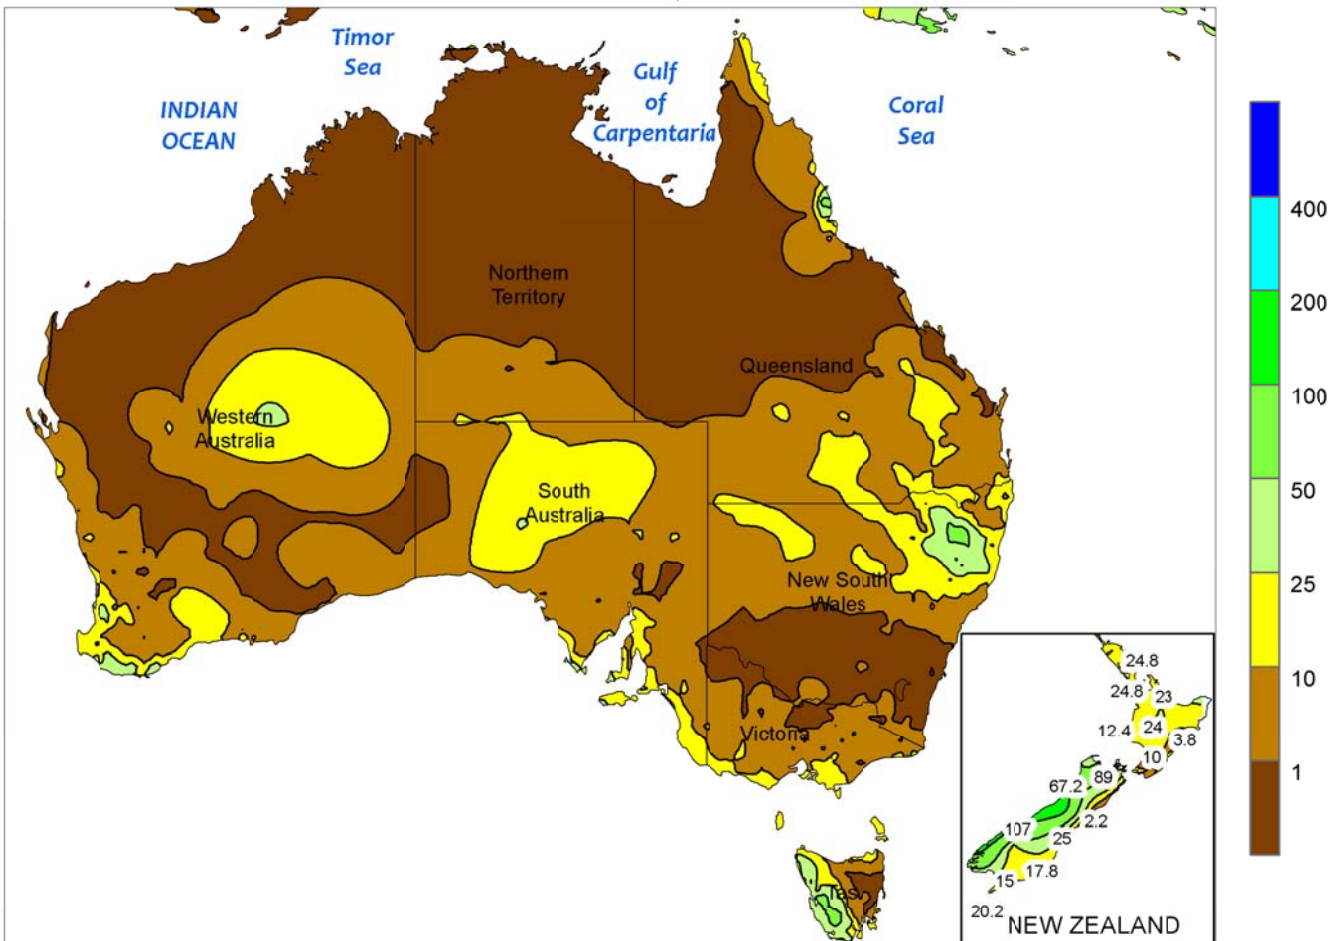 Timor
Sea
INDIAN
OCEAN
Gulf
of
Carpentaria
Coral
Sea
Northern
Territory
Queensland
Western
Australia
South
Australia
New South
Wales
Victoria
Tas
400
200
100
50
25
10
1
24.8
24.8
23
12.4
24
3.8
10
89
67.2
2.2
107
25
17.8
15
20.2
NEW ZEALAND